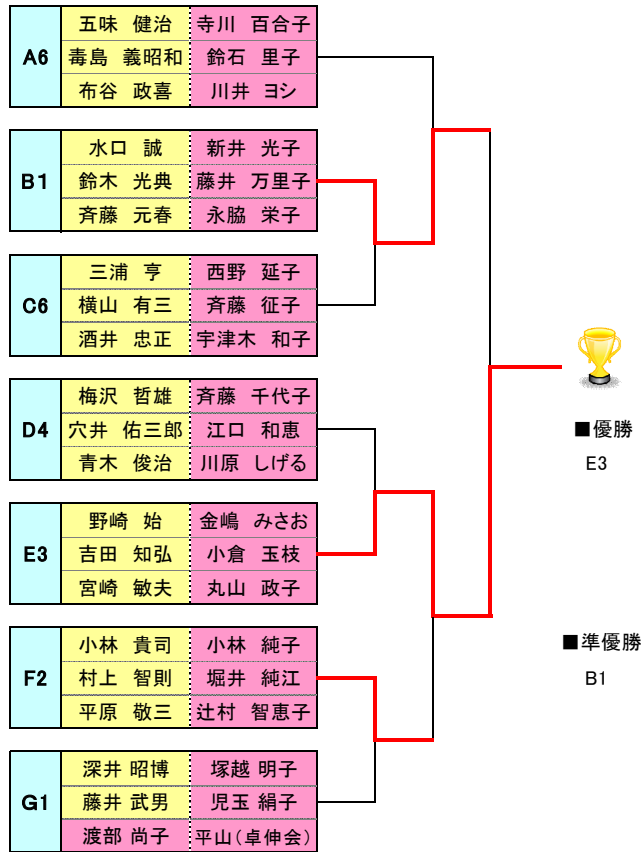 A6
五味 健治 寺川 百合子
毒島 義昭和 鈴石 里子
布谷 政喜 川井 ヨシ
B1
水口 誠 新井 光子
鈴木 光典 藤井 万里子
斉藤 元春 永脇 栄子
C6
三浦 亨 西野 延子
横山 有三 斉藤 征子
酒井 忠正 宇津木 和子
D4
梅沢 哲雄 斉藤 千代子
穴井 佑三郎 江口 和恵
青木 俊治 川原 しげる
E3
野崎 始 金嶋 みさお
吉田 知弘 小倉 玉枝
宮崎 敏夫 丸山 政子
F2
小林 貴司 小林 純子
村上 智則 堀井 純江
平原 敬三 辻村 智恵子
G1
深井 昭博 塚越 明子
藤井 武男 児玉 絹子
渡部 尚子 平山(卓伸会)
■優勝
E3
■準優勝
B1